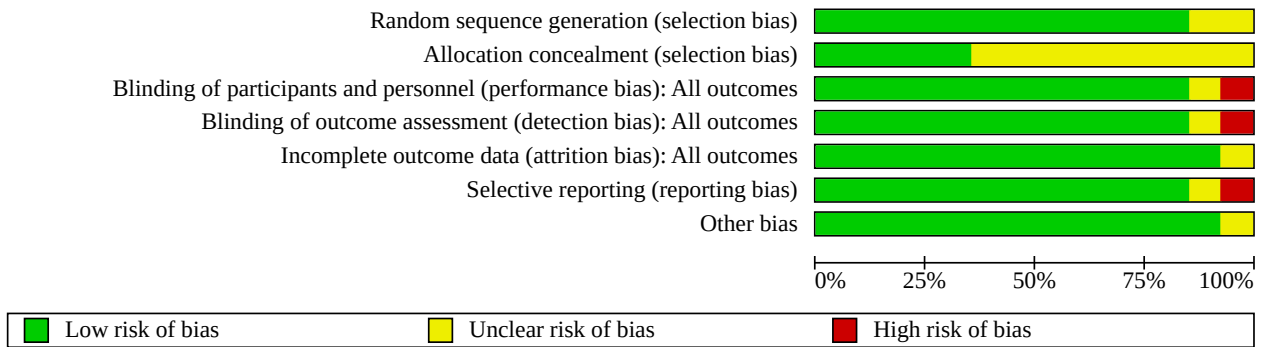 Random sequence generation (selection bias)
Allocation concealment (selection bias)
Blinding of participants and personnel (performance bias): All outcomes
Blinding of outcome assessment (detection bias): All outcomes
Incomplete outcome data (attrition bias): All outcomes
Selective reporting (reporting bias)
Other bias
0% 25% 50% 75% 100%
Low risk of bias Unclear risk of bias High risk of bias